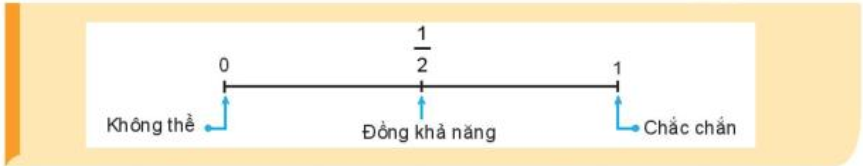 0 1/2 1
Không thể Đồng khả năng Chắc chắn